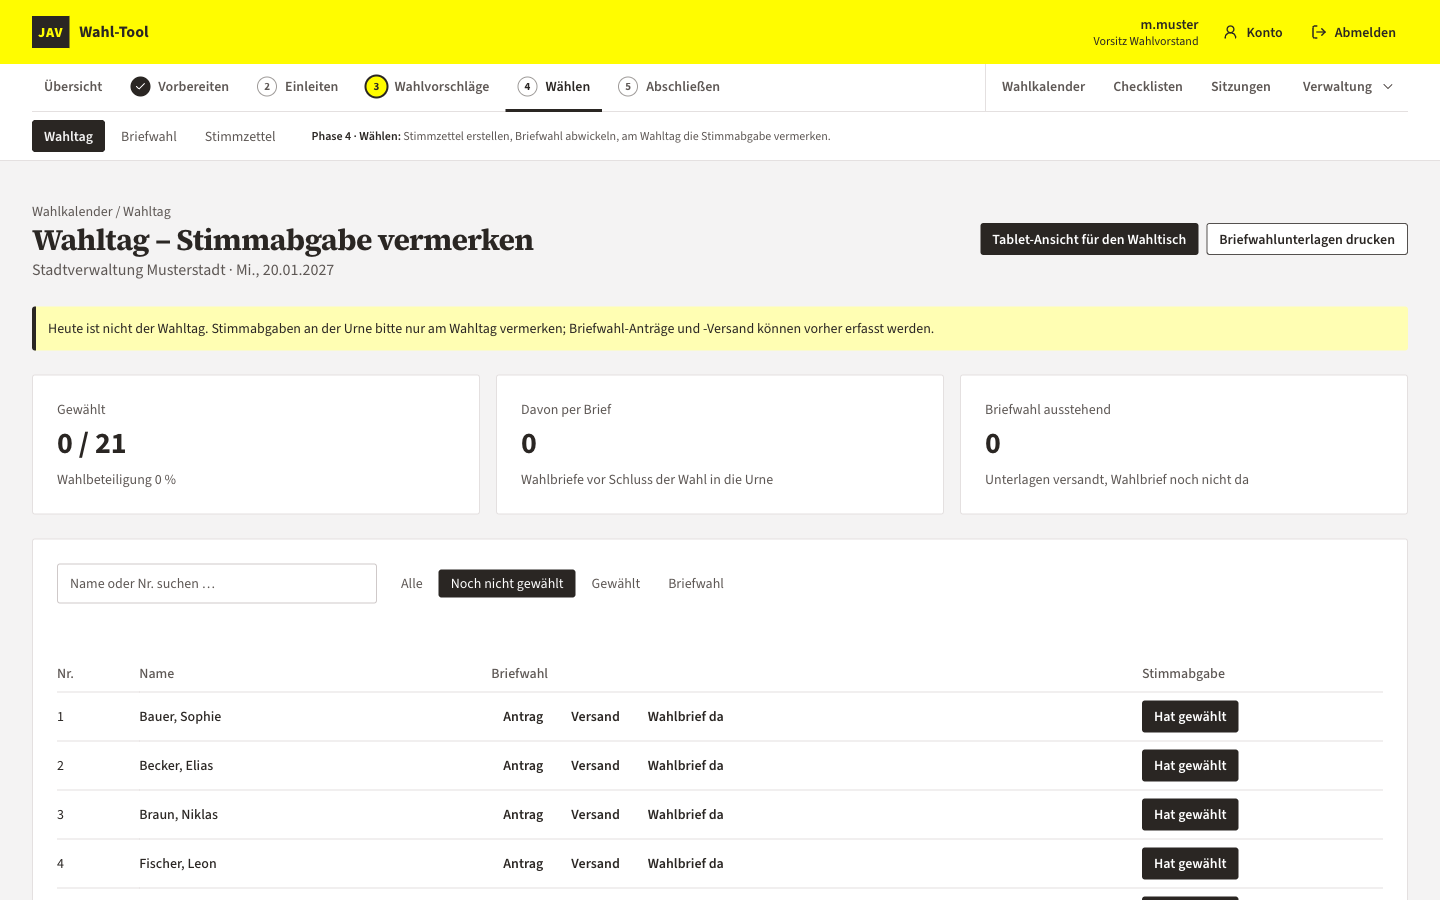 JAV Wahl-Tool
m.muster
Vorsitz Wahlvorstand
Konto
Abmelden
Übersicht
Vorbereiten
2 Einleiten
3 Wahlvorschläge
4 Wählen
5 Abschließen
Wahlkalender
Checklisten
Sitzungen
Verwaltung
Wahltag
Briefwahl
Stimmzettel
Phase 4 · Wählen: Stimmzettel erstellen, Briefwahl abwickeln, am Wahltag die Stimmabgabe vermerken.
Wahlkalender / Wahltag
Wahltag – Stimmabgabe vermerken
Stadtverwaltung Musterstadt · Mi., 20.01.2027
Tablet-Ansicht für den Wahltisch
Briefwahlunterlagen drucken
Heute ist nicht der Wahltag. Stimmabgaben an der Urne bitte nur am Wahltag vermerken; Briefwahl-Anträge und -Versand können vorher erfasst werden.
Gewählt
0 / 21
Wahlbeteiligung 0 %
Davon per Brief
0
Wahlbriefe vor Schluss der Wahl in die Urne
Briefwahl ausstehend
0
Unterlagen versandt, Wahlbrief noch nicht da
Name oder Nr. suchen …
Alle
Noch nicht gewählt
Gewählt
Briefwahl
Nr. Name Briefwahl Stimmabgabe
1 Bauer, Sophie Antrag Versand Wahlbrief da Hat gewählt
2 Becker, Elias Antrag Versand Wahlbrief da Hat gewählt
3 Braun, Niklas Antrag Versand Wahlbrief da Hat gewählt
4 Fischer, Leon Antrag Versand Wahlbrief da Hat gewählt